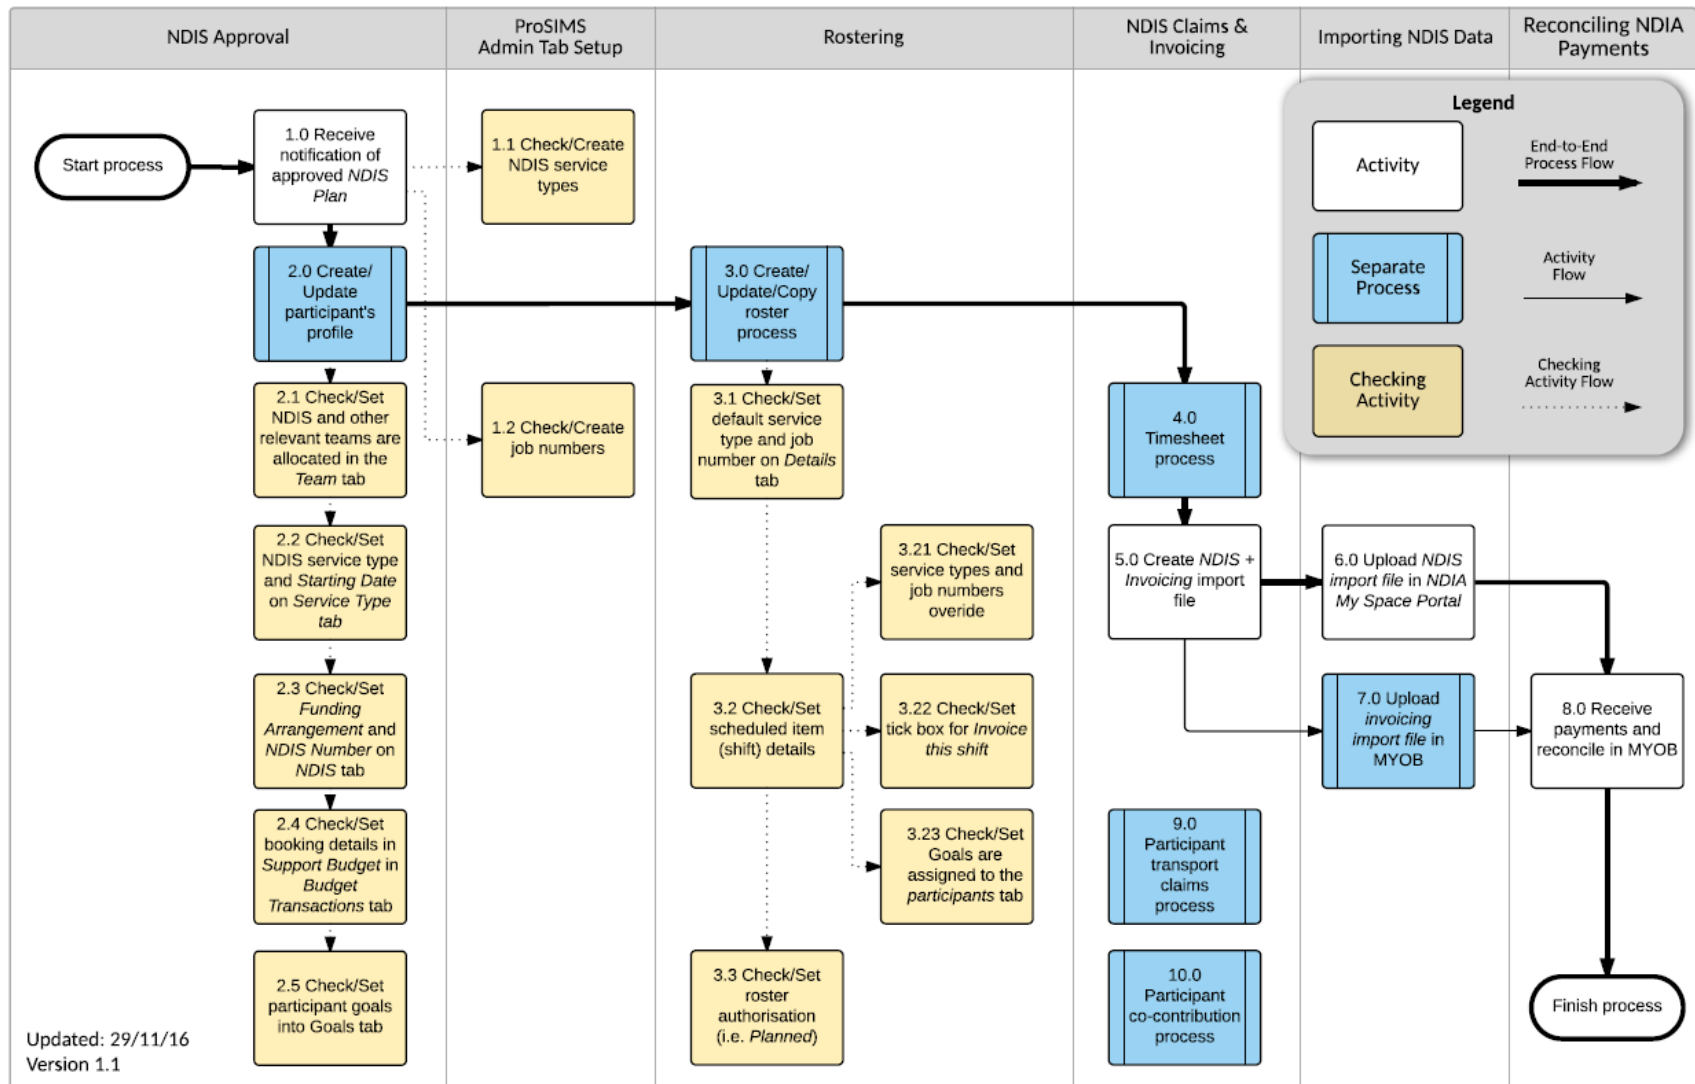 NDIS Approval
ProSIMS
Admin Tab Setup
Rostering
NDIS Claims &
Invoicing
Importing NDIS Data
Reconciling NDIA
Payments
Legend
Activity
End-to-End
Process Flow
Separate
Process
Activity
Flow
Checking
Activity
Checking
Activity Flow
Start process
1.0 Receive
notification of
approved NDIS
Plan
1.1 Check/Create
NDIS service
types
1.2 Check/Create
job numbers
2.0 Create/
Update
participant's
profile
2.1 Check/Set
NDIS and other
relevant teams are
allocated in the
Team tab
2.2 Check/Set
NDIS service type
and Starting Date
on Service Type
tab
2.3 Check/Set
Funding
Arrangement and
NDIS Number on
NDIS tab
2.4 Check/Set
booking details in
Support Budget in
Budget
Transactions tab
2.5 Check/Set
participant goals
into Goals tab
3.0 Create/
Update/Copy
roster
process
3.1 Check/Set
default service
type and job
number on Details
tab
3.2 Check/Set
scheduled item
(shift) details
3.21 Check/Set
service types and
job numbers
overide
3.22 Check/Set
tick box for Invoice
this shift
3.23 Check/Set
Goals are
assigned to the
participants tab
3.3 Check/Set
roster
authorisation
(i.e. Planned)
4.0
Timesheet
process
5.0 Create NDIS +
Invoicing import
file
6.0 Upload NDIS
import file in NDIA
My Space Portal
7.0 Upload
invoicing
import file in
MYOB
8.0 Receive
payments and
reconcile in MYOB
9.0
Participant
transport
claims
process
10.0
Participant
co-contribution
process
Finish process
Updated: 29/11/16
Version 1.1